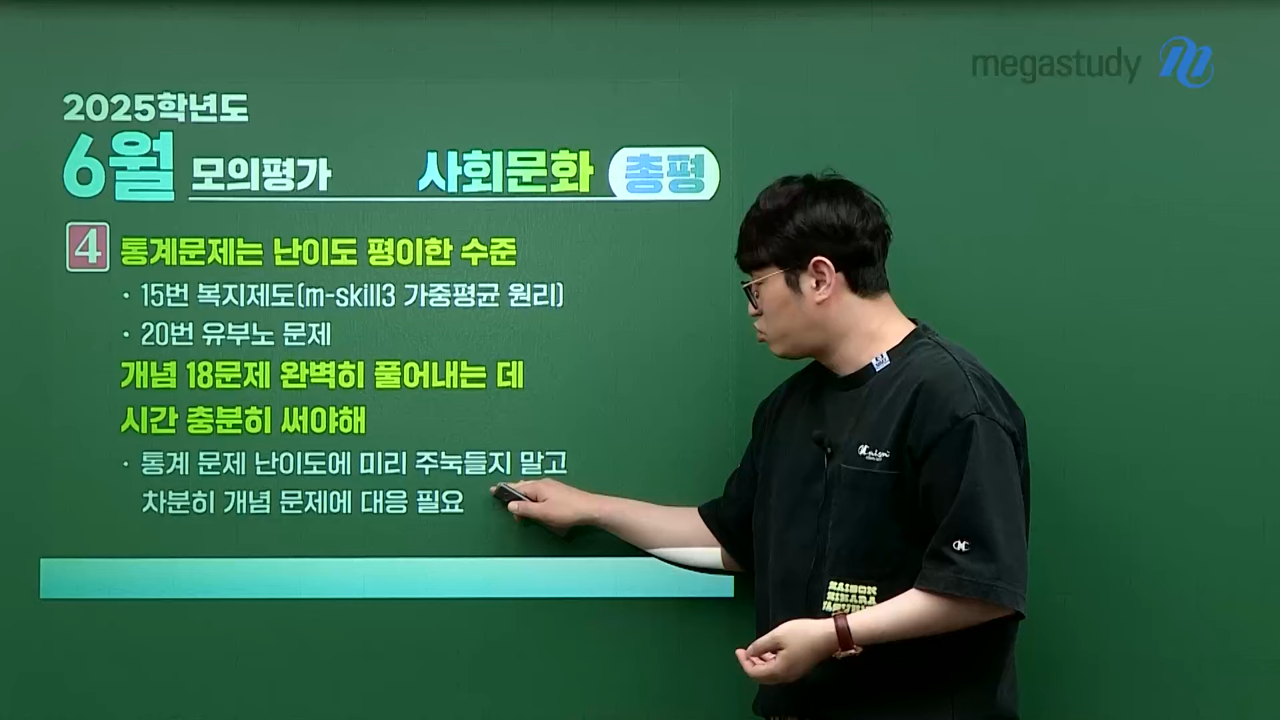 megastudy
2025학년도
6월 모의평가 사회문화 총평
4 통계문제는 난이도 평이한 수준
· 15번 복지제도(m-skill3 가중평균 원리)
· 20번 유부노 문제
개념 18문제 완벽히 풀어내는 데
시간 충분히 써야해
· 통계 문제 난이도에 미리 주눅들지 말고
차분히 개념 문제에 대응 필요